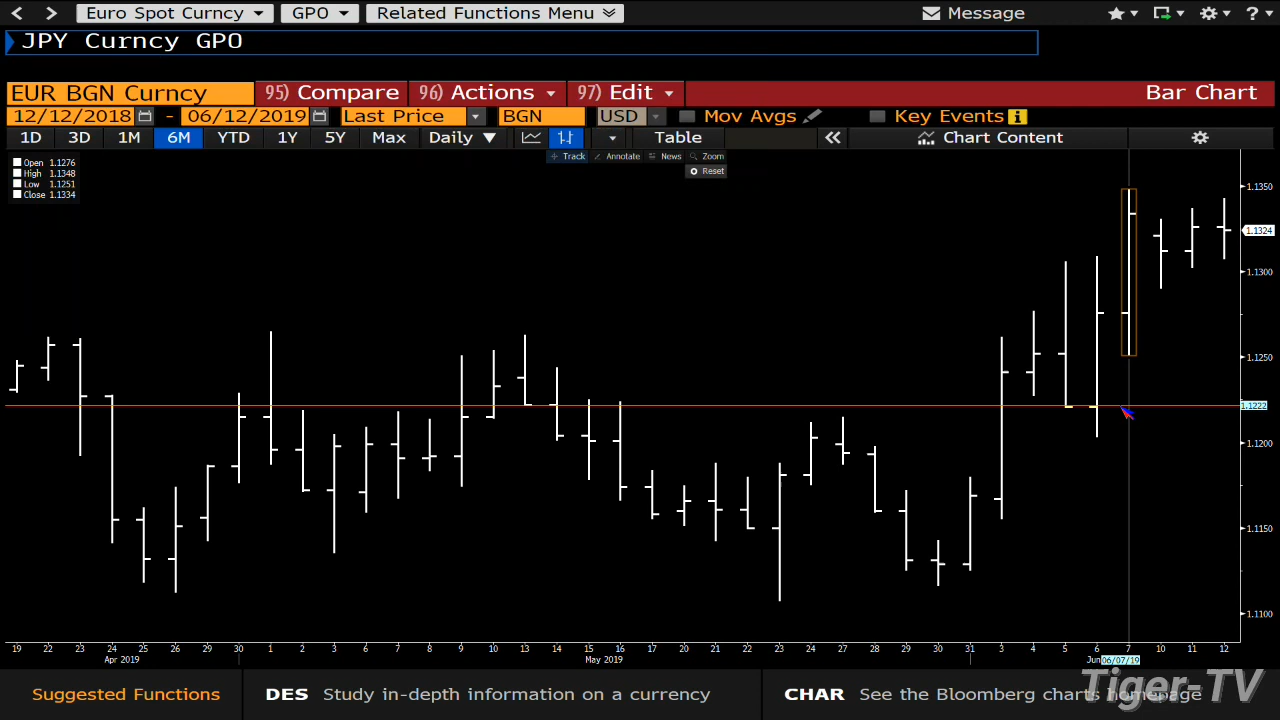 Euro Spot Curncy GPO Related Functions Menu Message ?
JPY Curncy GPO
EUR BGN Curncy 95) Compare 96) Actions 97) Edit Bar Chart
12/12/2018 - 06/12/2019 Last Price BGN USD Mov Avgs Key Events
1D 3D 1M 6M YTD 1Y 5Y Max Daily ▼ Table « Chart Content
Track Annotate News Zoom
Reset
Open 1.1276
High 1.1348
Low 1.1251
Close 1.1334
1.1350
1.1324
1.1300
1.1250
1.1222
1.1200
1.1150
1.1100
19 22 23 24 25 26 29 30 1 2 3 6 7 8 9 10 13 14 15 16 17 20 21 22 23 24 27 28 29 30 31 3 4 5 6 7 10 11 12
Apr 2019 May 2019 Jun 06/07/19
Suggested Functions DES Study in-depth information on a currency CHAR See the Bloomberg charts homepage
Tiger-TV